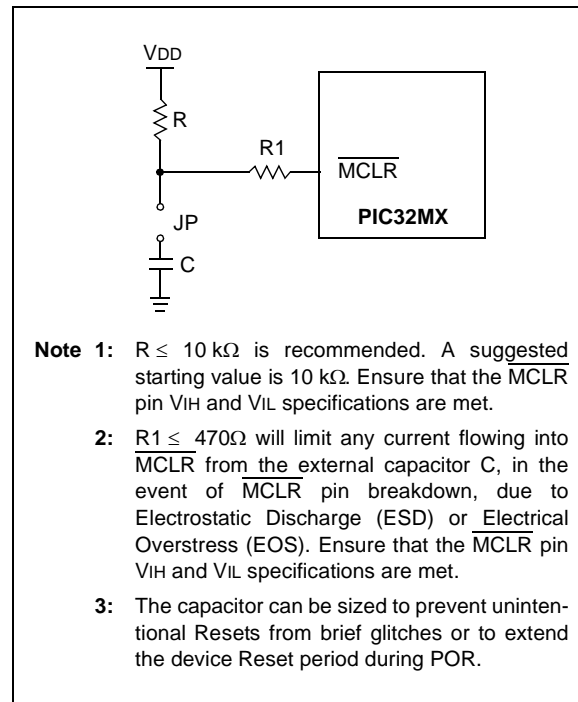 VDD
R
R1
MCLR
PIC32MX
JP
C
Note 1: R ≤ 10 kΩ is recommended. A suggested
starting value is 10 kΩ. Ensure that the MCLR
pin VIH and VIL specifications are met.
2: R1 ≤ 470Ω will limit any current flowing into
MCLR from the external capacitor C, in the
event of MCLR pin breakdown, due to
Electrostatic Discharge (ESD) or Electrical
Overstress (EOS). Ensure that the MCLR pin
VIH and VIL specifications are met.
3: The capacitor can be sized to prevent uninten-
tional Resets from brief glitches or to extend
the device Reset period during POR.